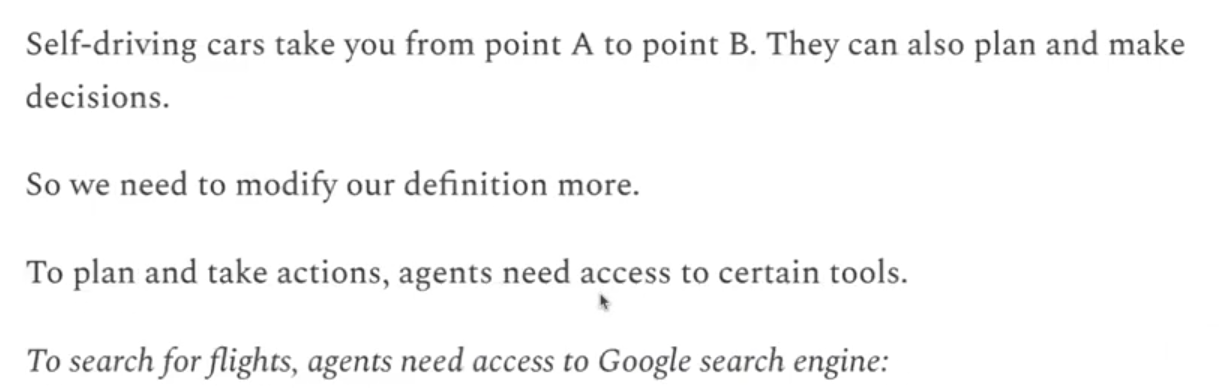 Self-driving cars take you from point A to point B. They can also plan and make
decisions.
So we need to modify our definition more.
To plan and take actions, agents need access to certain tools.
To search for flights, agents need access to Google search engine: